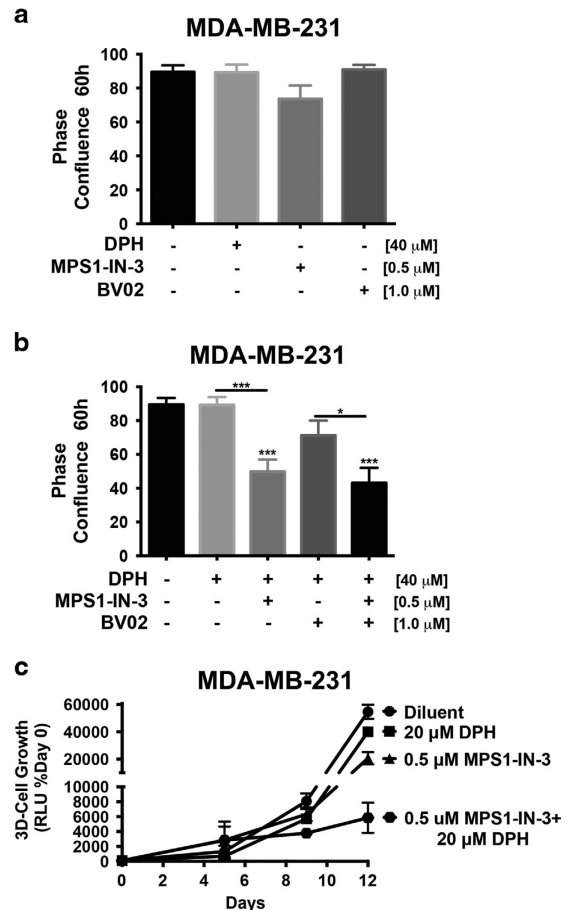 a
MDA-MB-231
Phase
Confluence 60h
100
80
60
40
20
0
DPH - + - - [40 μM]
MPS1-IN-3 - - + - [0.5 μM]
BV02 - - - + [1.0 μM]
b
MDA-MB-231
Phase
Confluence 60h
100
80
60
40
20
0
***
***
*
***
DPH - + + + + [40 μM]
MPS1-IN-3 - - + - + [0.5 μM]
BV02 - - - + + [1.0 μM]
c
MDA-MB-231
3D-Cell Growth
(RLU %Day 0)
60000
50000
40000
30000
20000
10000
8000
6000
4000
2000
0
0 2 4 6 8 10 12
Days
Diluent
20 μM DPH
0.5 μM MPS1-IN-3
0.5 uM MPS1-IN-3+
20 μM DPH